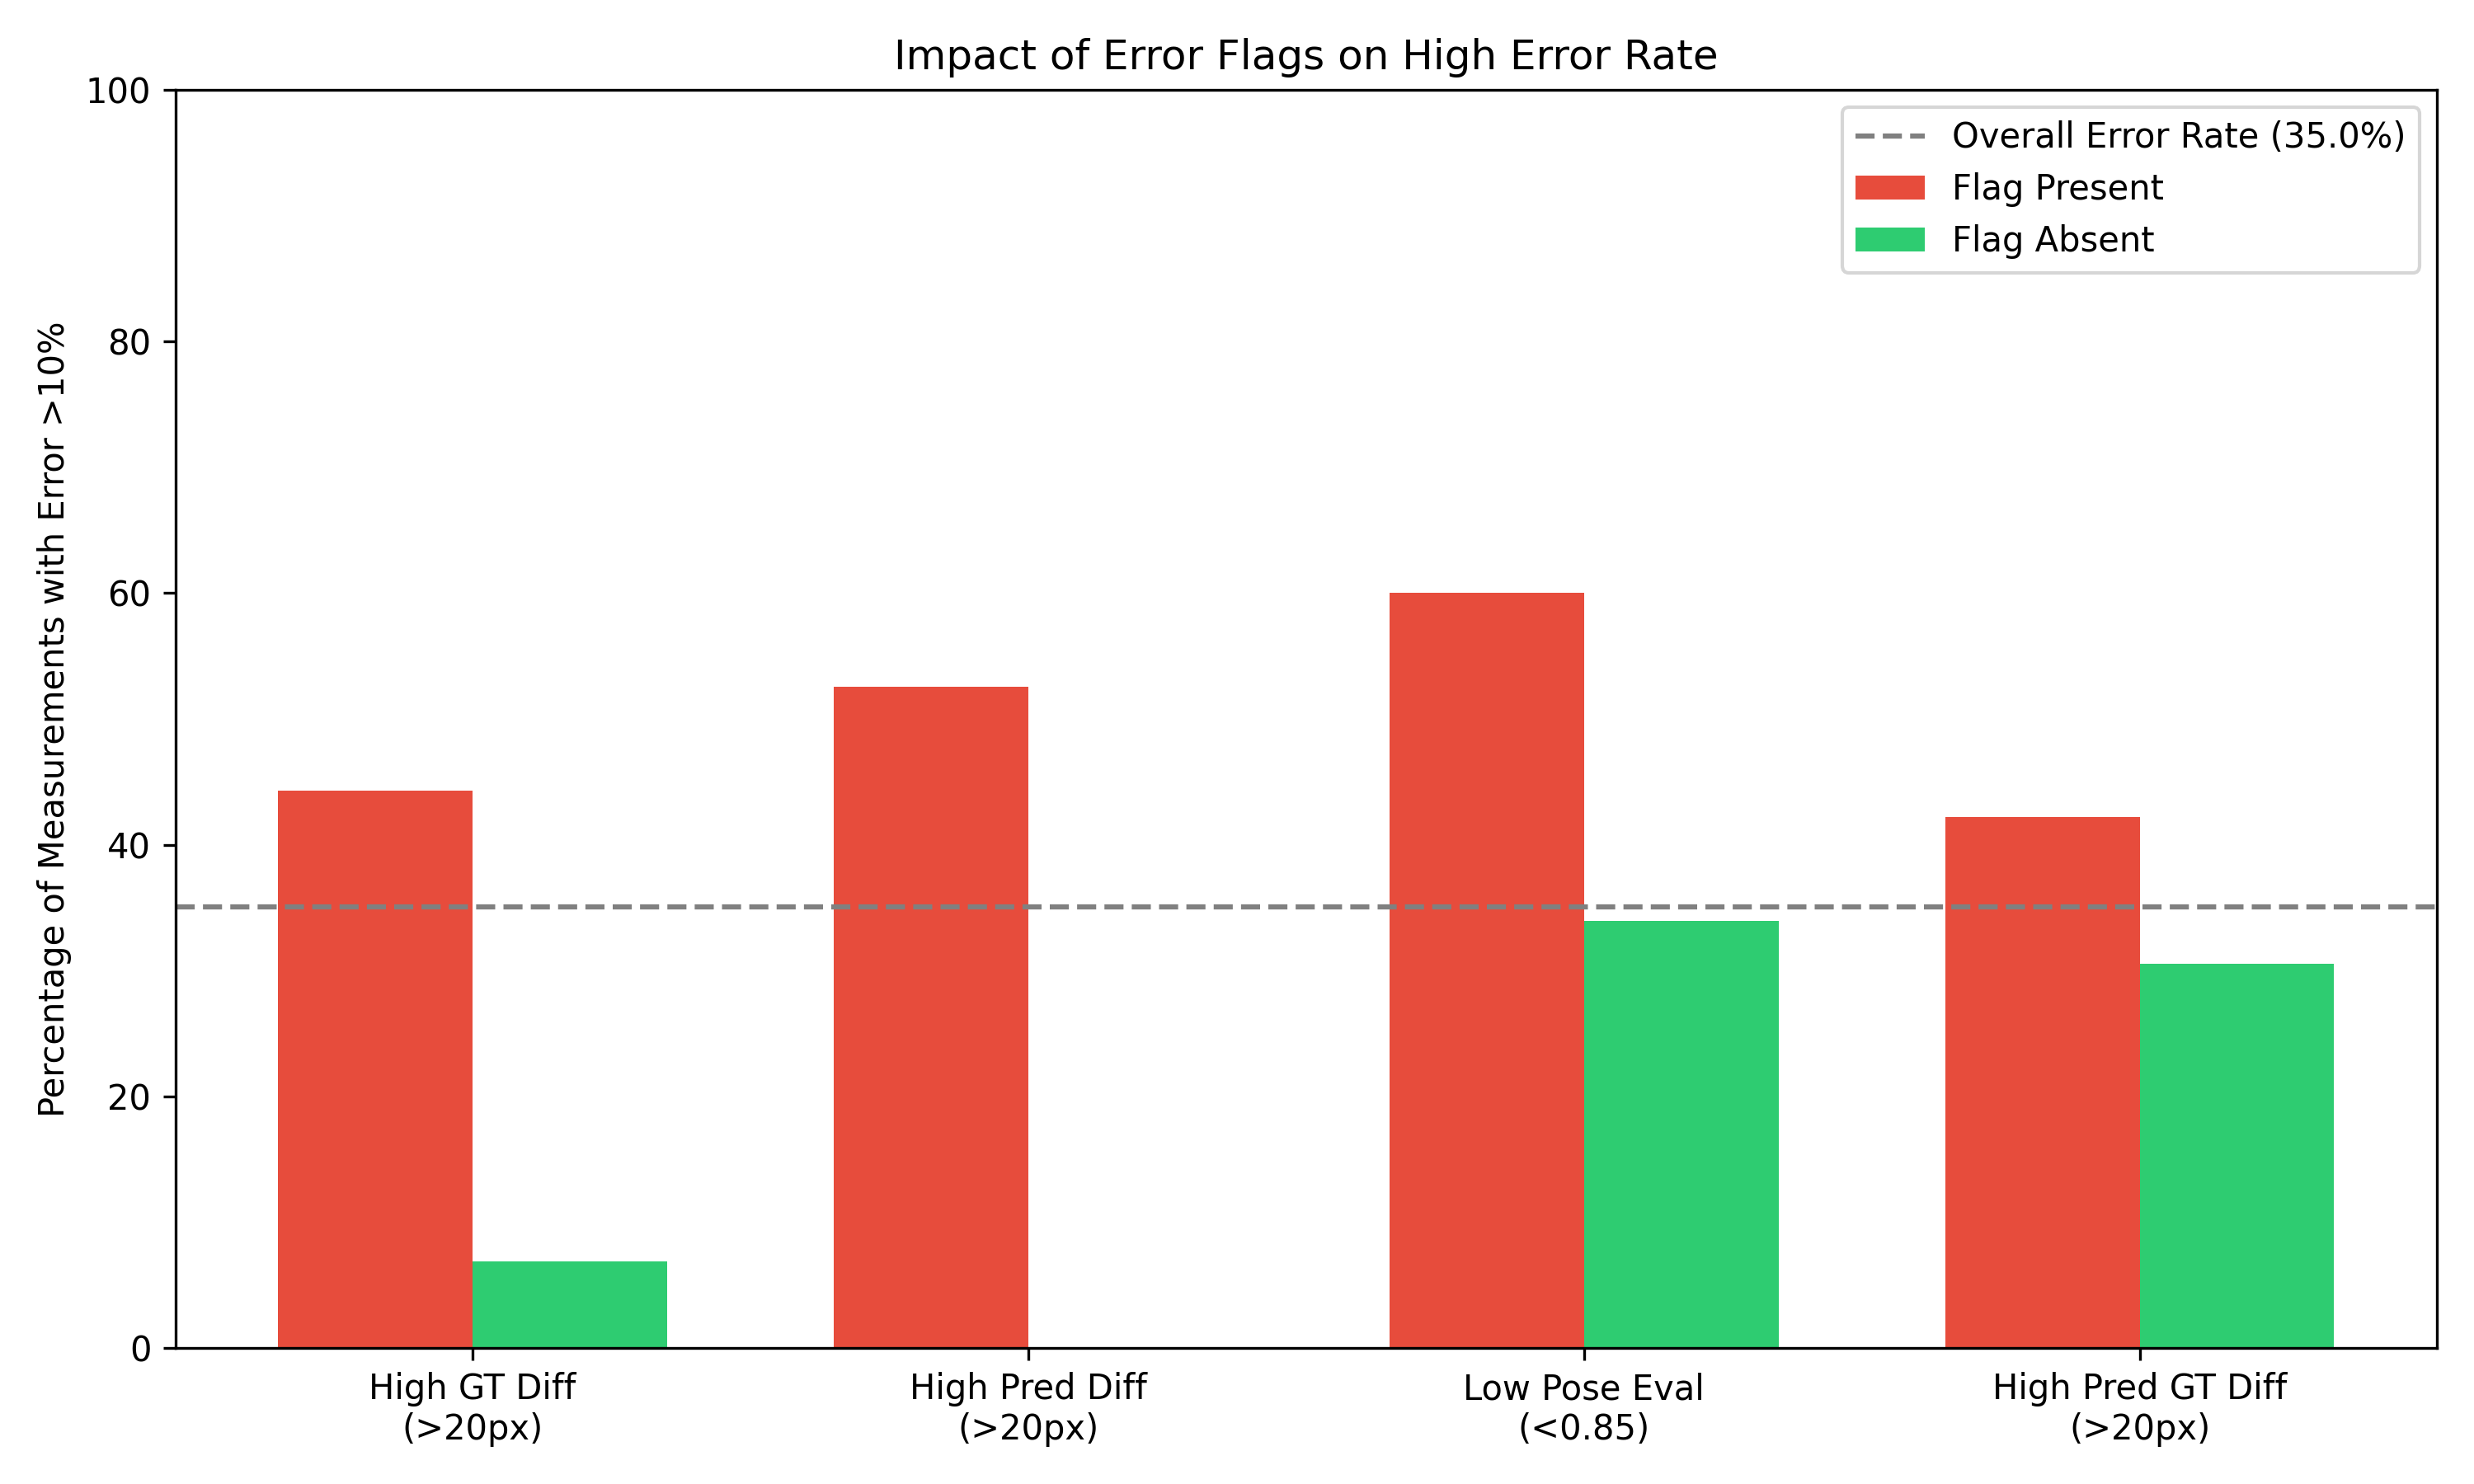 Impact of Error Flags on High Error Rate
Percentage of Measurements with Error >10%
100
80
60
40
20
0
Overall Error Rate (35.0%)
Flag Present
Flag Absent
High GT Diff
(>20px)
High Pred Diff
(>20px)
Low Pose Eval
(<0.85)
High Pred GT Diff
(>20px)